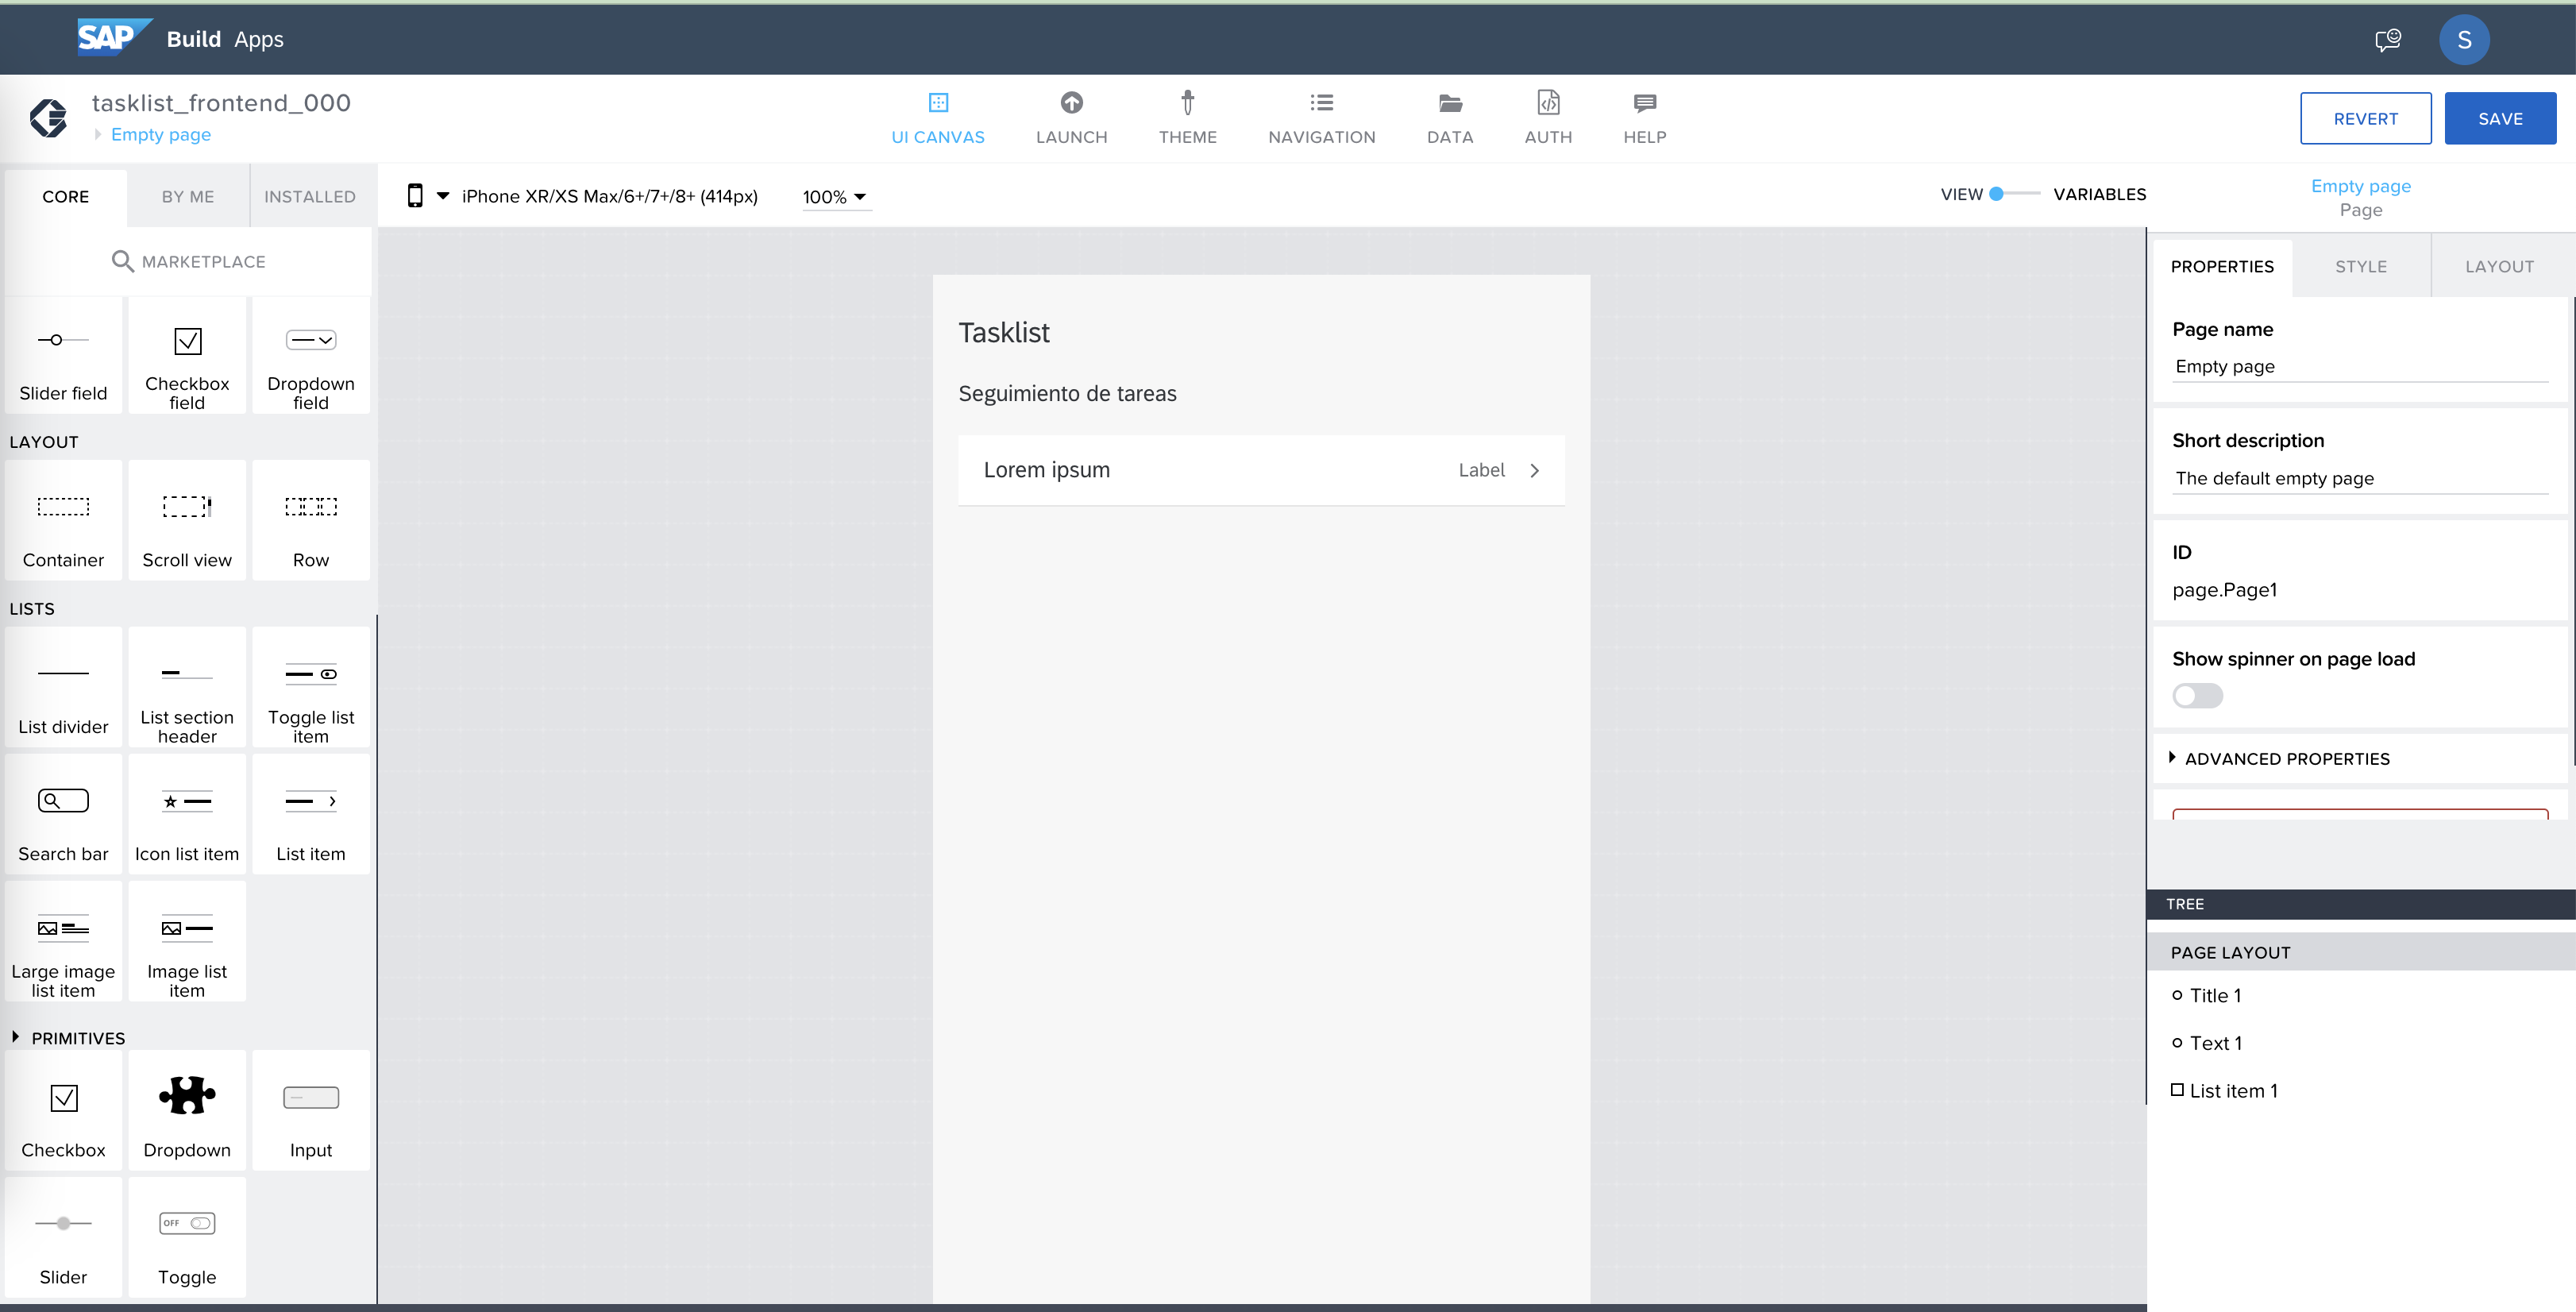 SAP Build Apps
S
tasklist_frontend_000
Empty page
UI CANVAS
LAUNCH
THEME
NAVIGATION
DATA
AUTH
HELP
REVERT
SAVE
CORE
BY ME
INSTALLED
MARKETPLACE
Slider field
Checkbox
field
Dropdown
field
LAYOUT
Container
Scroll view
Row
LISTS
List divider
List section
header
Toggle list
item
Search bar
Icon list item
List item
Large image
list item
Image list
item
PRIMITIVES
Checkbox
Dropdown
Input
OFF
Slider
Toggle
iPhone XR/XS Max/6+/7+/8+ (414px)
100%
VIEW
VARIABLES
Tasklist
Seguimiento de tareas
Lorem ipsum
Label
Empty page
Page
PROPERTIES
STYLE
LAYOUT
Page name
Empty page
Short description
The default empty page
ID
page.Page1
Show spinner on page load
ADVANCED PROPERTIES
TREE
PAGE LAYOUT
Title 1
Text 1
List item 1